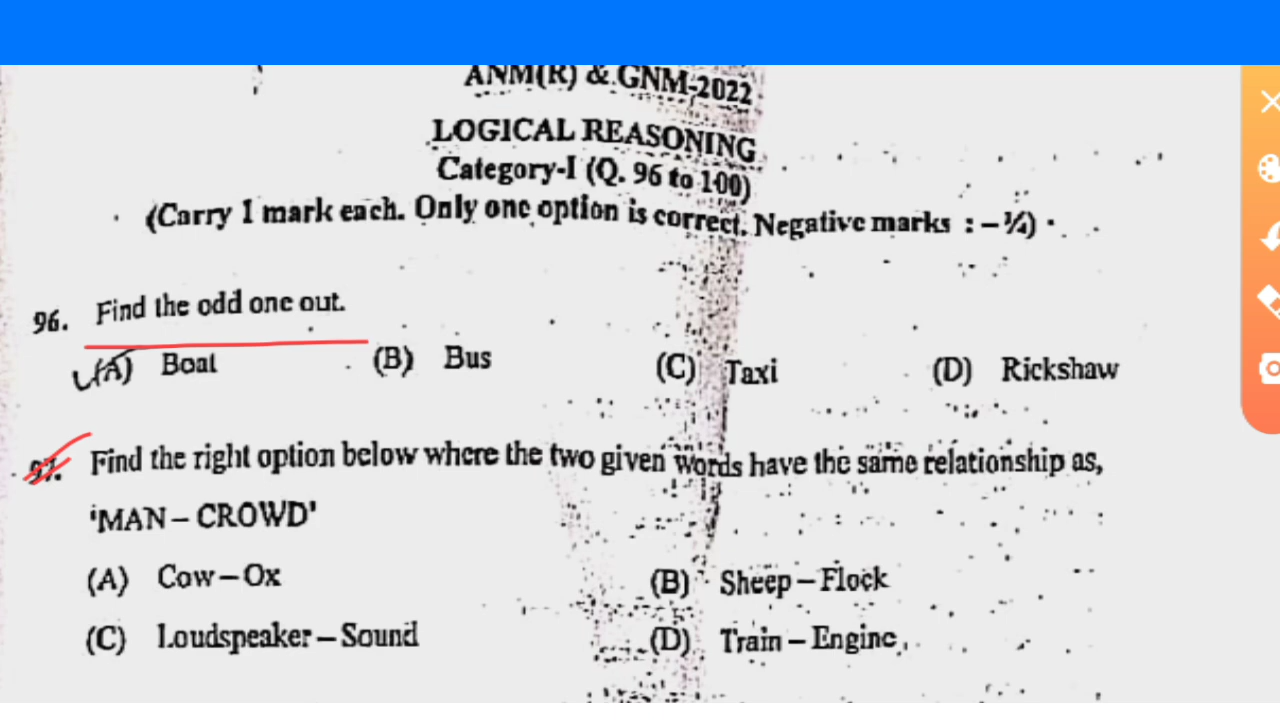 ANM(R) & GNM-2022
LOGICAL REASONING
Category-I (Q. 96 to 100)
(Carry 1 mark each. Only one option is correct. Negative marks : – ¼)
96. Find the odd one out.
(A) Boat (B) Bus (C) Taxi (D) Rickshaw
97. Find the right option below where the two given words have the same relationship as,
'MAN – CROWD'
(A) Cow – Ox (B) Sheep – Flock
(C) Loudspeaker – Sound (D) Train – Engine